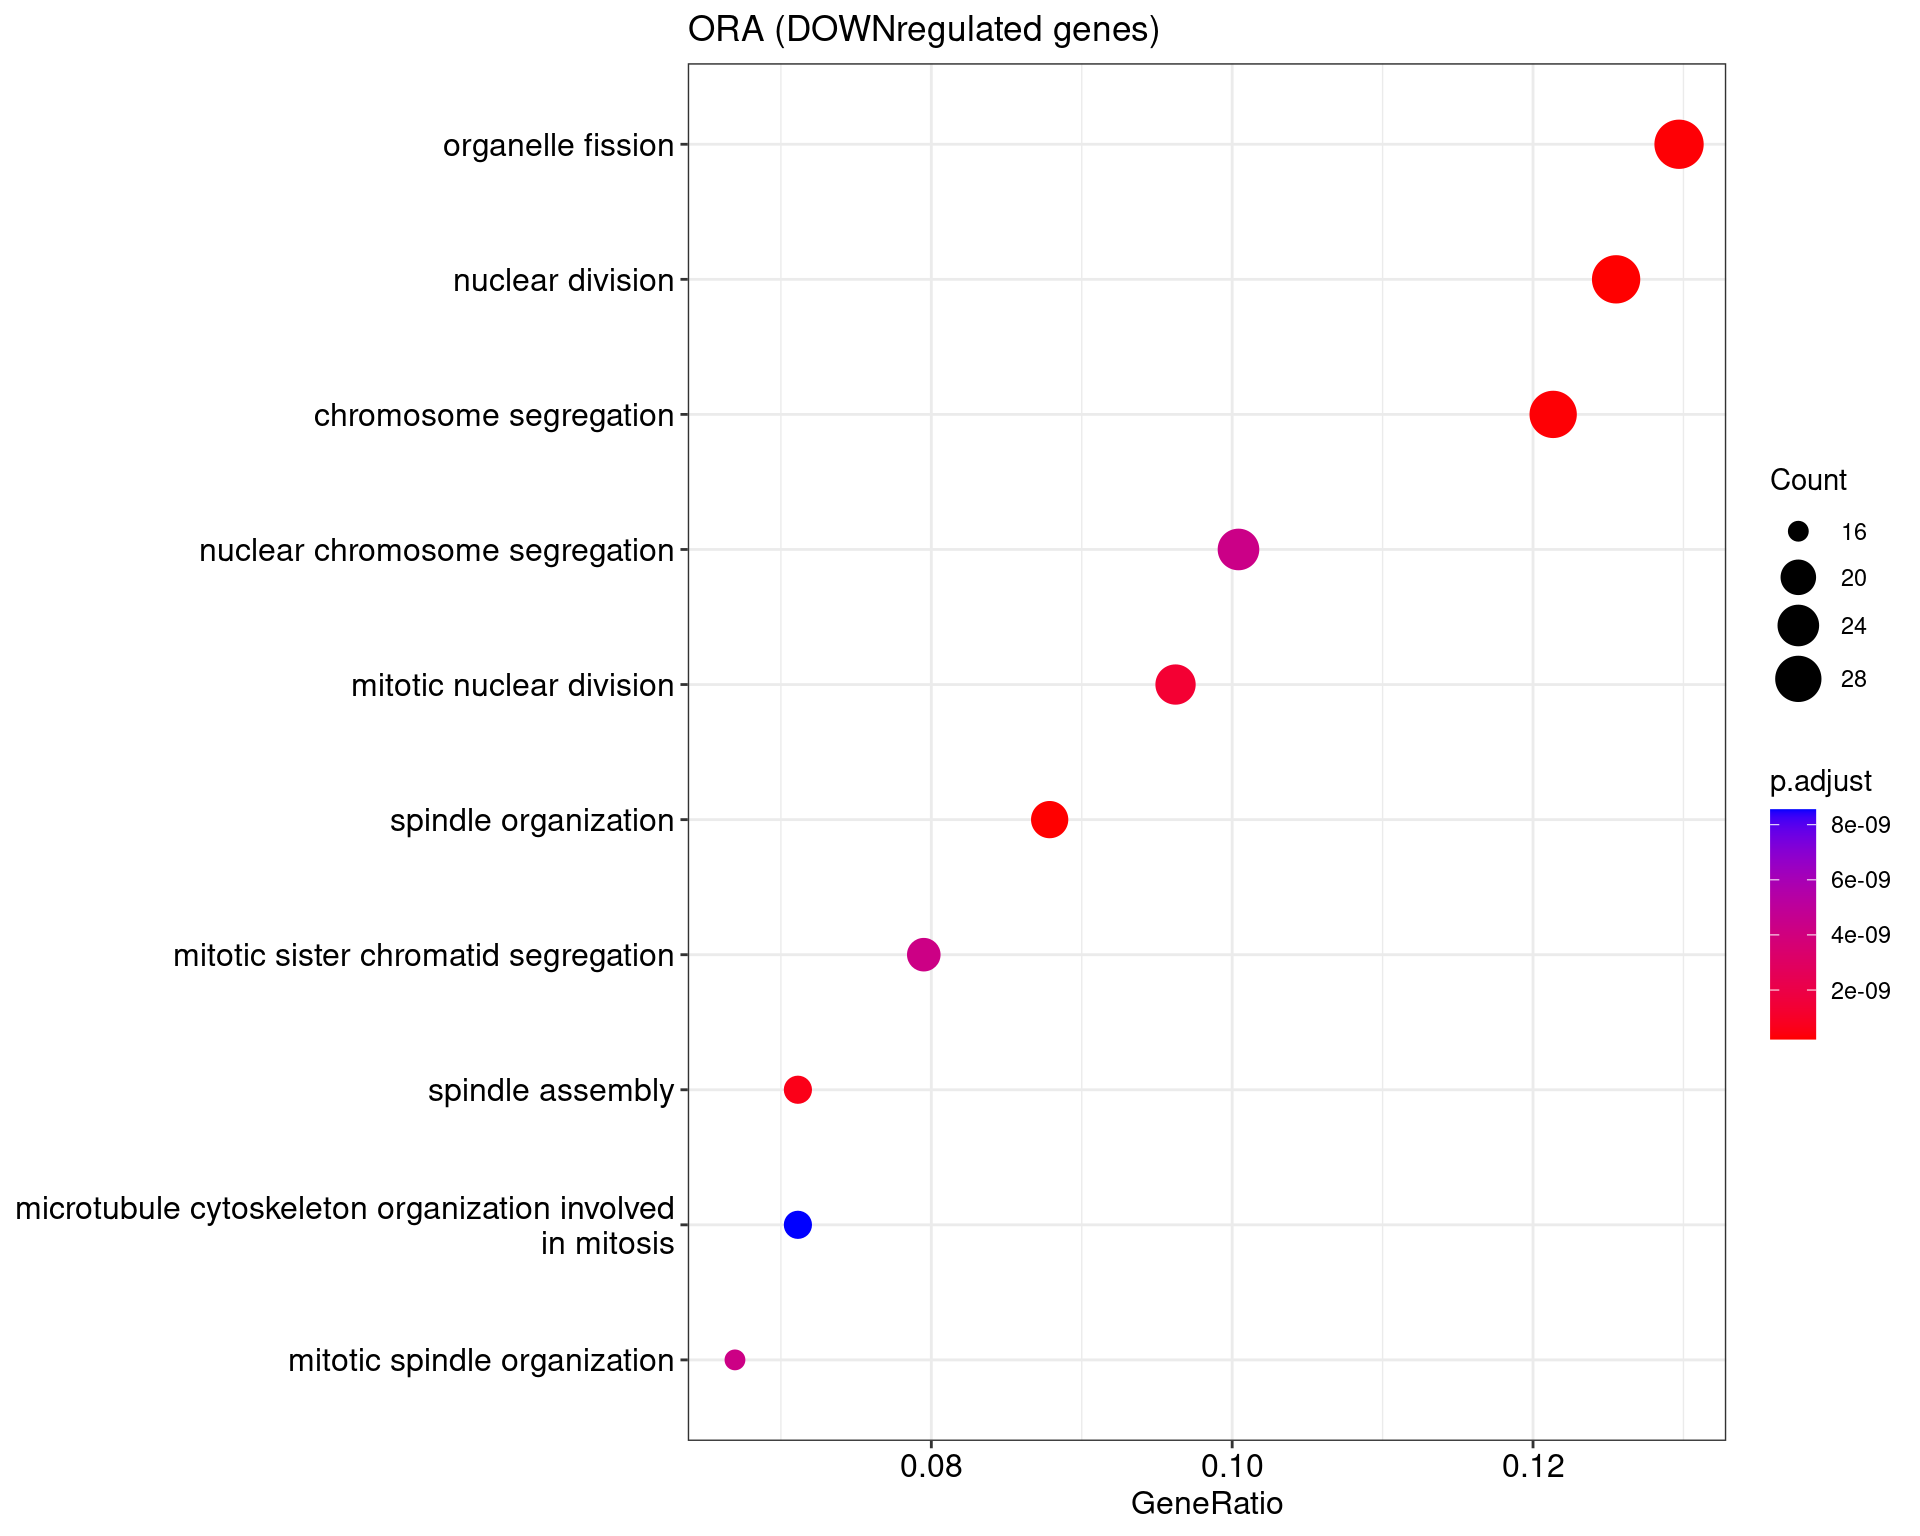 ORA (DOWNregulated genes)
organelle fission
nuclear division
chromosome segregation
nuclear chromosome segregation
mitotic nuclear division
spindle organization
mitotic sister chromatid segregation
spindle assembly
microtubule cytoskeleton organization involved
in mitosis
mitotic spindle organization
0.08
0.10
0.12
GeneRatio
Count
16
20
24
28
p.adjust
8e-09
6e-09
4e-09
2e-09